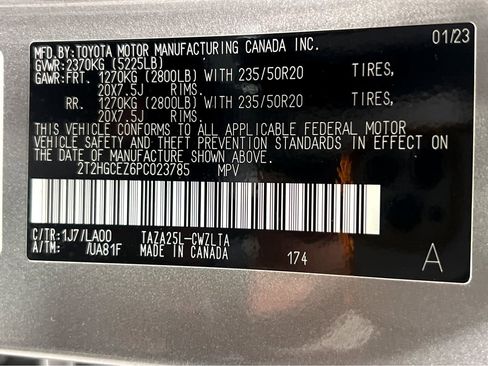 MFD.BY:TOYOTA MOTOR MANUFACTURING CANADA INC. 01/23
GVWR:2370KG (5225LB)
GAWR:FRT. 1270KG (2800LB) WITH 235/50R20 TIRES,
20X7.5J RIMS.
RR. 1270KG (2800LB) WITH 235/50R20 TIRES,
20X7.5J RIMS.
THIS VEHICLE CONFORMS TO ALL APPLICABLE FEDERAL MOTOR
VEHICLE SAFETY AND THEFT PREVENTION STANDARDS IN EFFECT ON
THE DATE OF MANUFACTURE SHOWN ABOVE.
2T2HGCEZ6PC023785 MPV
C/TR:1J7/LA00 TAZA25L-CWZLTA
A/TM: /UA81F MADE IN CANADA 174 A